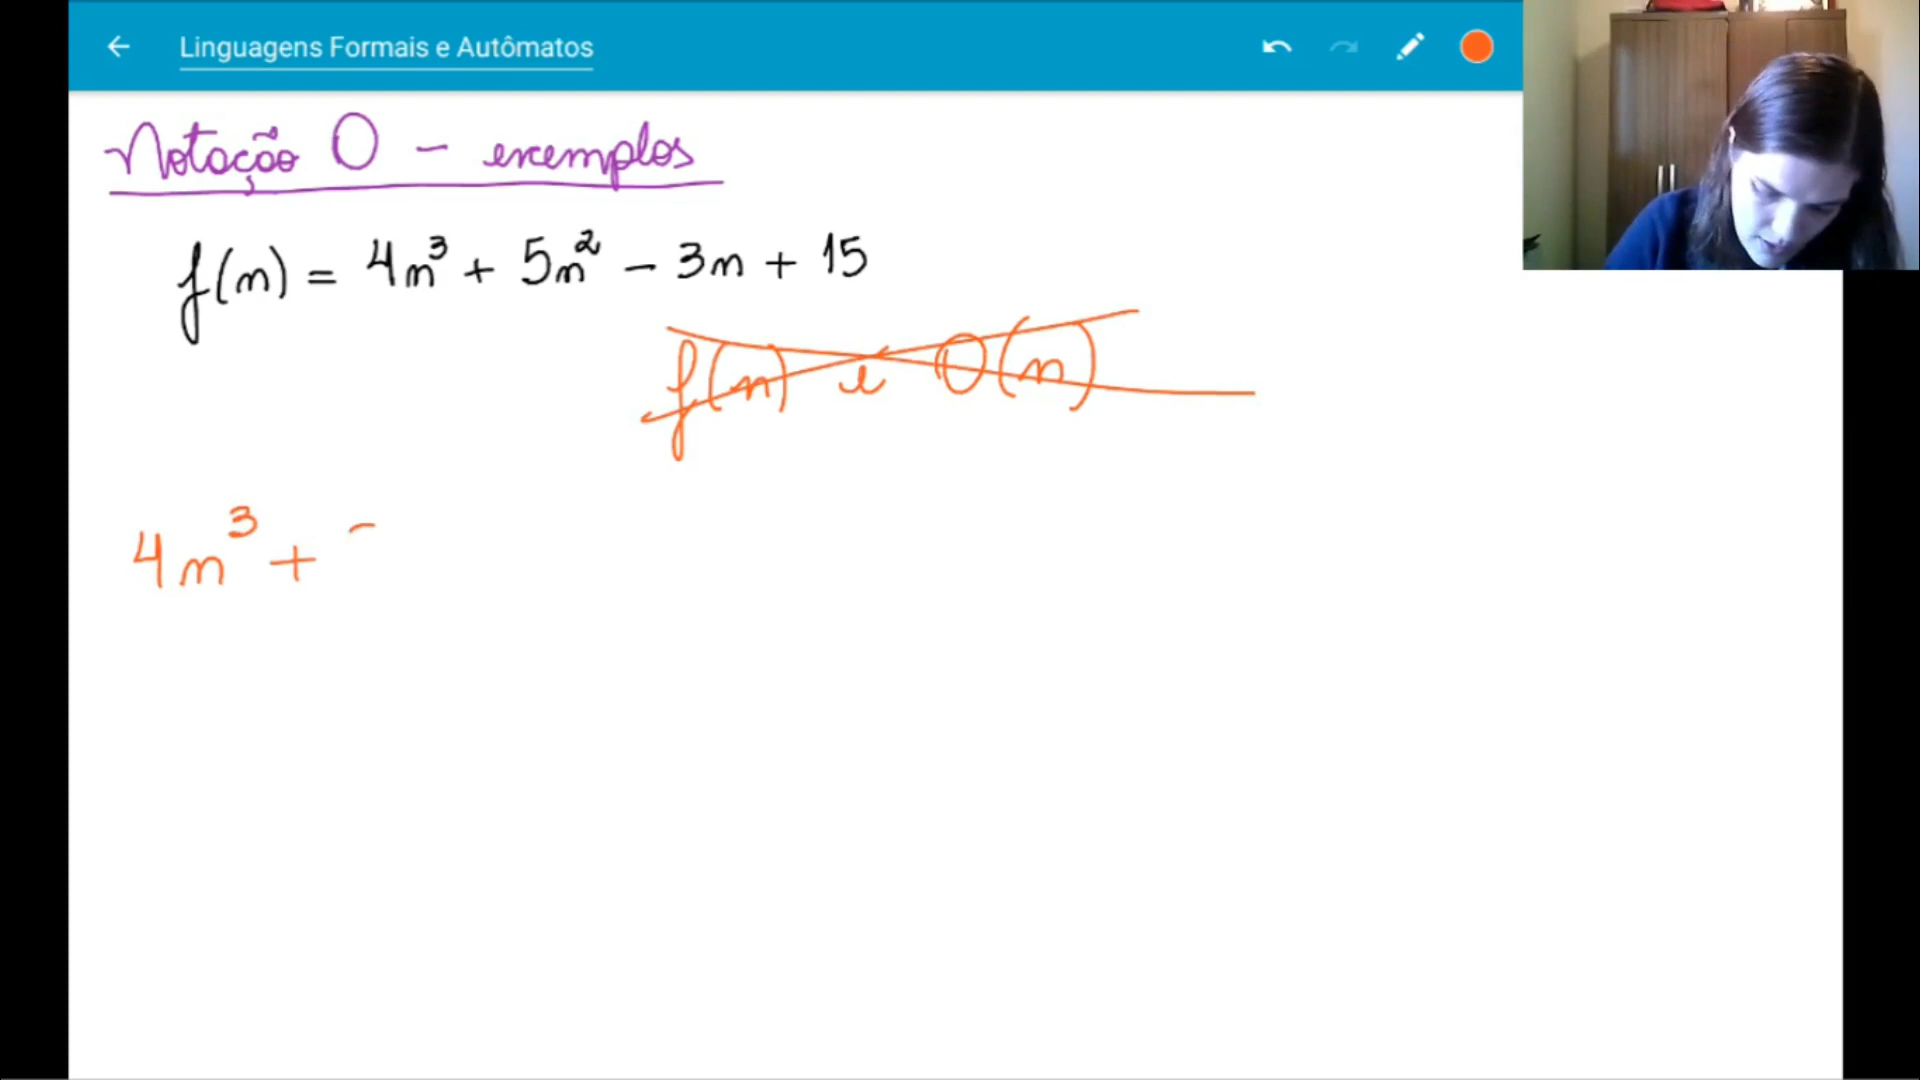 Linguagens Formais e Autômatos
Notação O - exemplos
f(n) = 4n³ + 5n² - 3n + 15
f(n) é O(n)
4n³ +